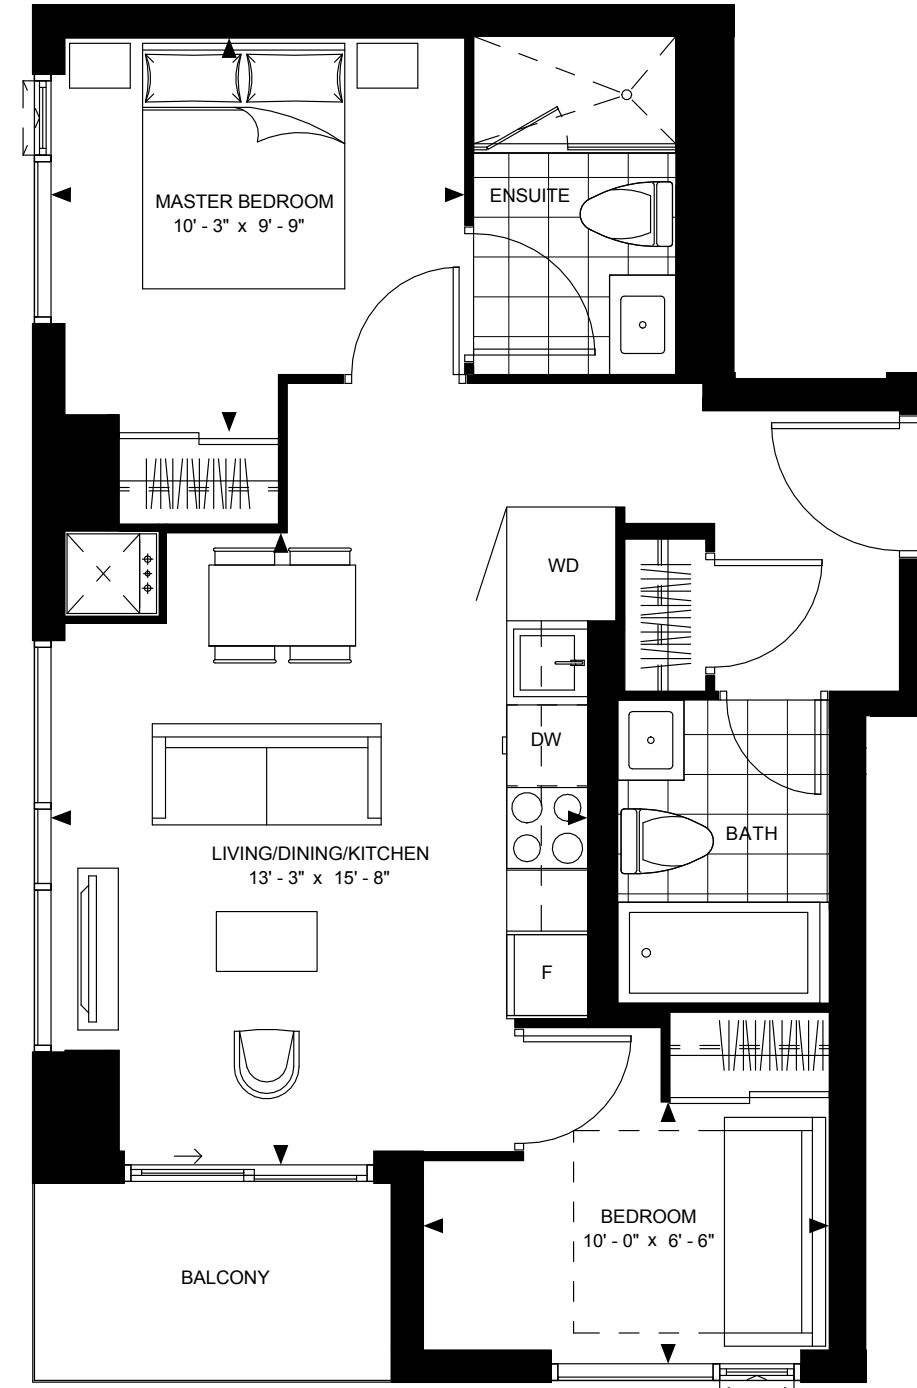 MASTER BEDROOM
10' - 3" x 9' - 9"
ENSUITE
WD
DW
LIVING/DINING/KITCHEN
13' - 3" x 15' - 8"
BATH
F
BEDROOM
10' - 0" x 6' - 6"
BALCONY